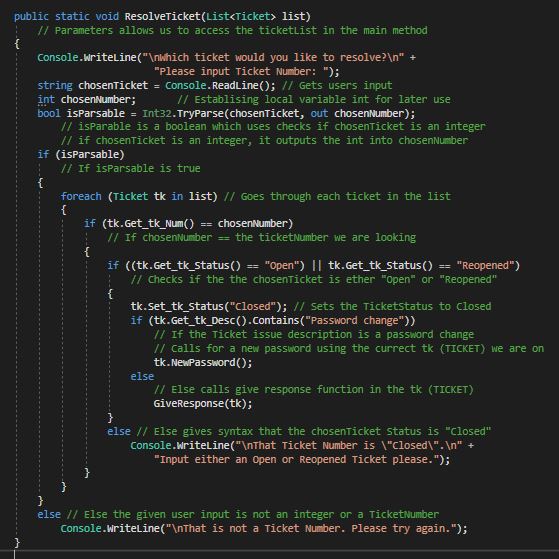 public static void ResolveTicket(List<Ticket> list)
    // Parameters allows us to access the ticketList in the main method
{
    Console.WriteLine("\nWhich ticket would you like to resolve?\n" +
                        "Please input Ticket Number: ");
    string chosenTicket = Console.ReadLine(); // Gets users input
    int chosenNumber;       // Establising local variable int for later use
    bool isParsable = Int32.TryParse(chosenTicket, out chosenNumber);
        // isParable is a boolean which uses checks if chosenTicket is an integer
        // if chosenTicket is an integer, it outputs the int into chosenNumber
    if (isParsable)
        // If isParsable is true
    {
        foreach (Ticket tk in list) // Goes through each ticket in the list
        {
            if (tk.Get_tk_Num() == chosenNumber)
                // If chosenNumber == the ticketNumber we are looking
            {
                if ((tk.Get_tk_Status() == "Open") || tk.Get_tk_Status() == "Reopened")
                    // Checks if the the chosenTicket is ether "Open" or "Reopened"
                {
                    tk.Set_tk_Status("Closed"); // Sets the TicketStatus to Closed
                    if (tk.Get_tk_Desc().Contains("Password change"))
                        // If the Ticket issue description is a password change
                        // Calls for a new password using the currect tk (TICKET) we are on
                        tk.NewPassword();
                    else
                        // Else calls give response function in the tk (TICKET)
                        GiveResponse(tk);
                }
                else // Else gives syntax that the chosenTicket Status is "Closed"
                    Console.WriteLine("\nThat Ticket Number is \"Closed\".\n" +
                        "Input either an Open or Reopened Ticket please.");
            }
        }
    }
    else // Else the given user input is not an integer or a TicketNumber
        Console.WriteLine("\nThat is not a Ticket Number. Please try again.");
}